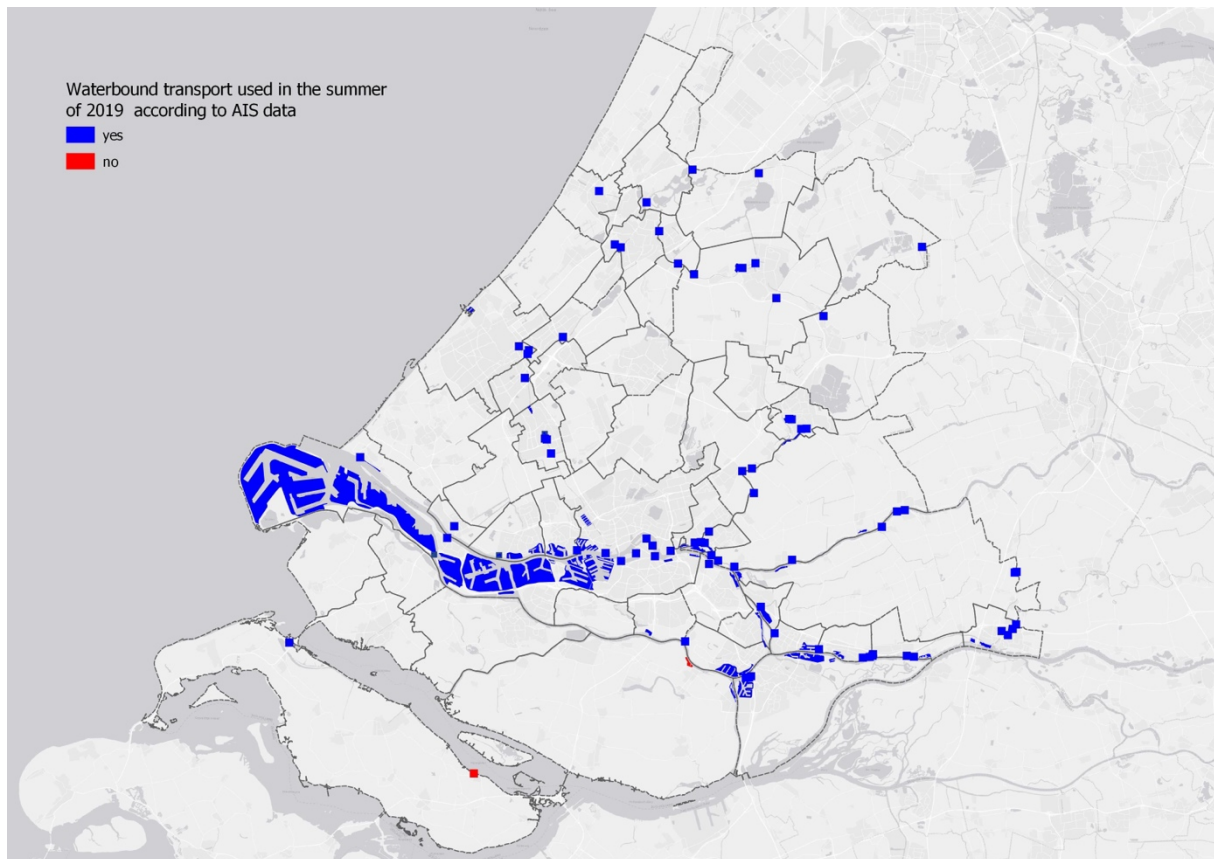 Waterbound transport used in the summer
of 2019 according to AIS data
yes
no